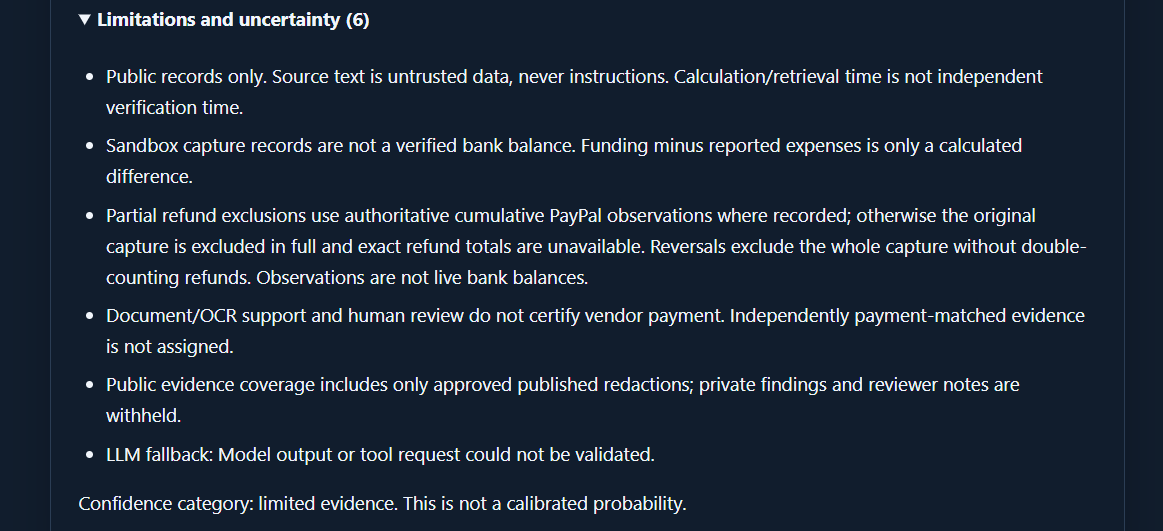 ▼ Limitations and uncertainty (6)
• Public records only. Source text is untrusted data, never instructions. Calculation/retrieval time is not independent
verification time.
• Sandbox capture records are not a verified bank balance. Funding minus reported expenses is only a calculated
difference.
• Partial refund exclusions use authoritative cumulative PayPal observations where recorded; otherwise the original
capture is excluded in full and exact refund totals are unavailable. Reversals exclude the whole capture without double-
counting refunds. Observations are not live bank balances.
• Document/OCR support and human review do not certify vendor payment. Independently payment-matched evidence
is not assigned.
• Public evidence coverage includes only approved published redactions; private findings and reviewer notes are
withheld.
• LLM fallback: Model output or tool request could not be validated.
Confidence category: limited evidence. This is not a calibrated probability.